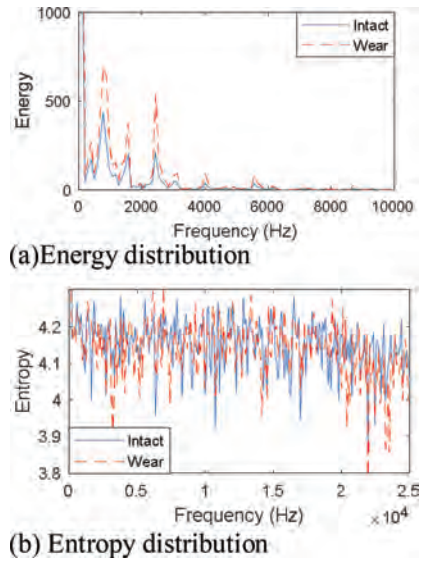 1000
500
0
Energy
Intact
Wear
0 2000 4000 6000 8000 10000
Frequency (Hz)
(a)Energy distribution
4.2
4.1
4
3.9
3.8
Entropy
Intact
Wear
0 0.5 1 1.5 2 2.5
Frequency (Hz) ×10⁴
(b) Entropy distribution